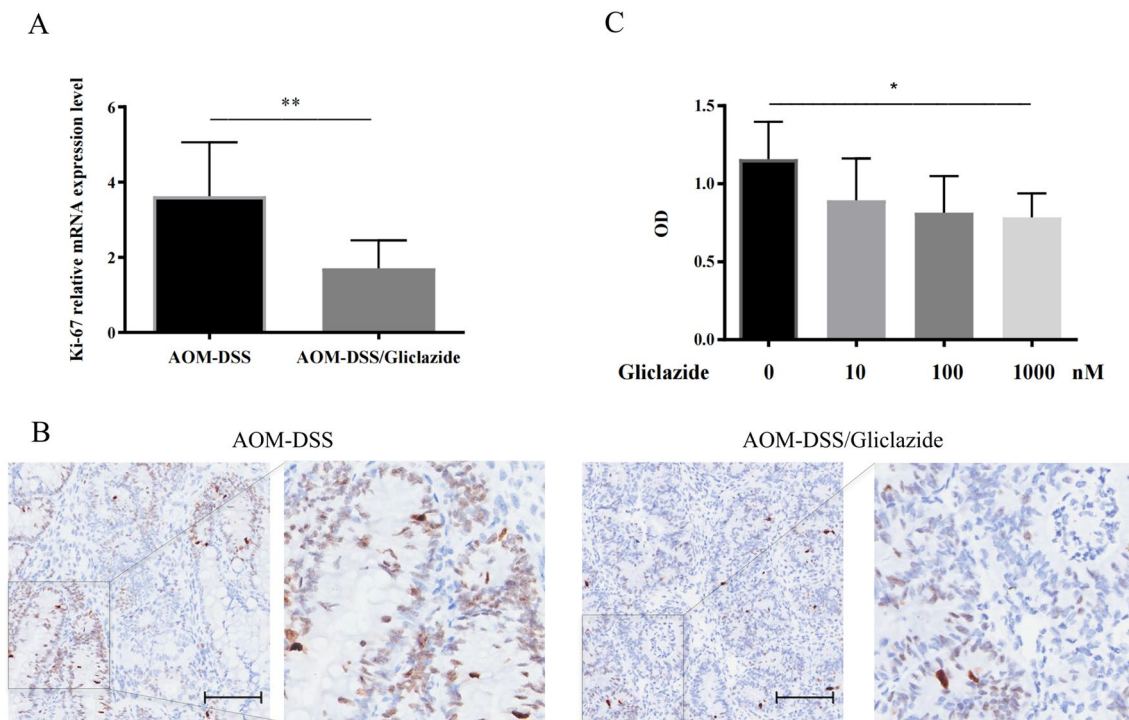 A
Ki-67 relative mRNA expression level
6
4
2
0
**
AOM-DSS
AOM-DSS/Gliclazide
C
OD
1.5
1.0
0.5
0.0
*
Gliclazide 0 10 100 1000 nM
B
AOM-DSS
AOM-DSS/Gliclazide